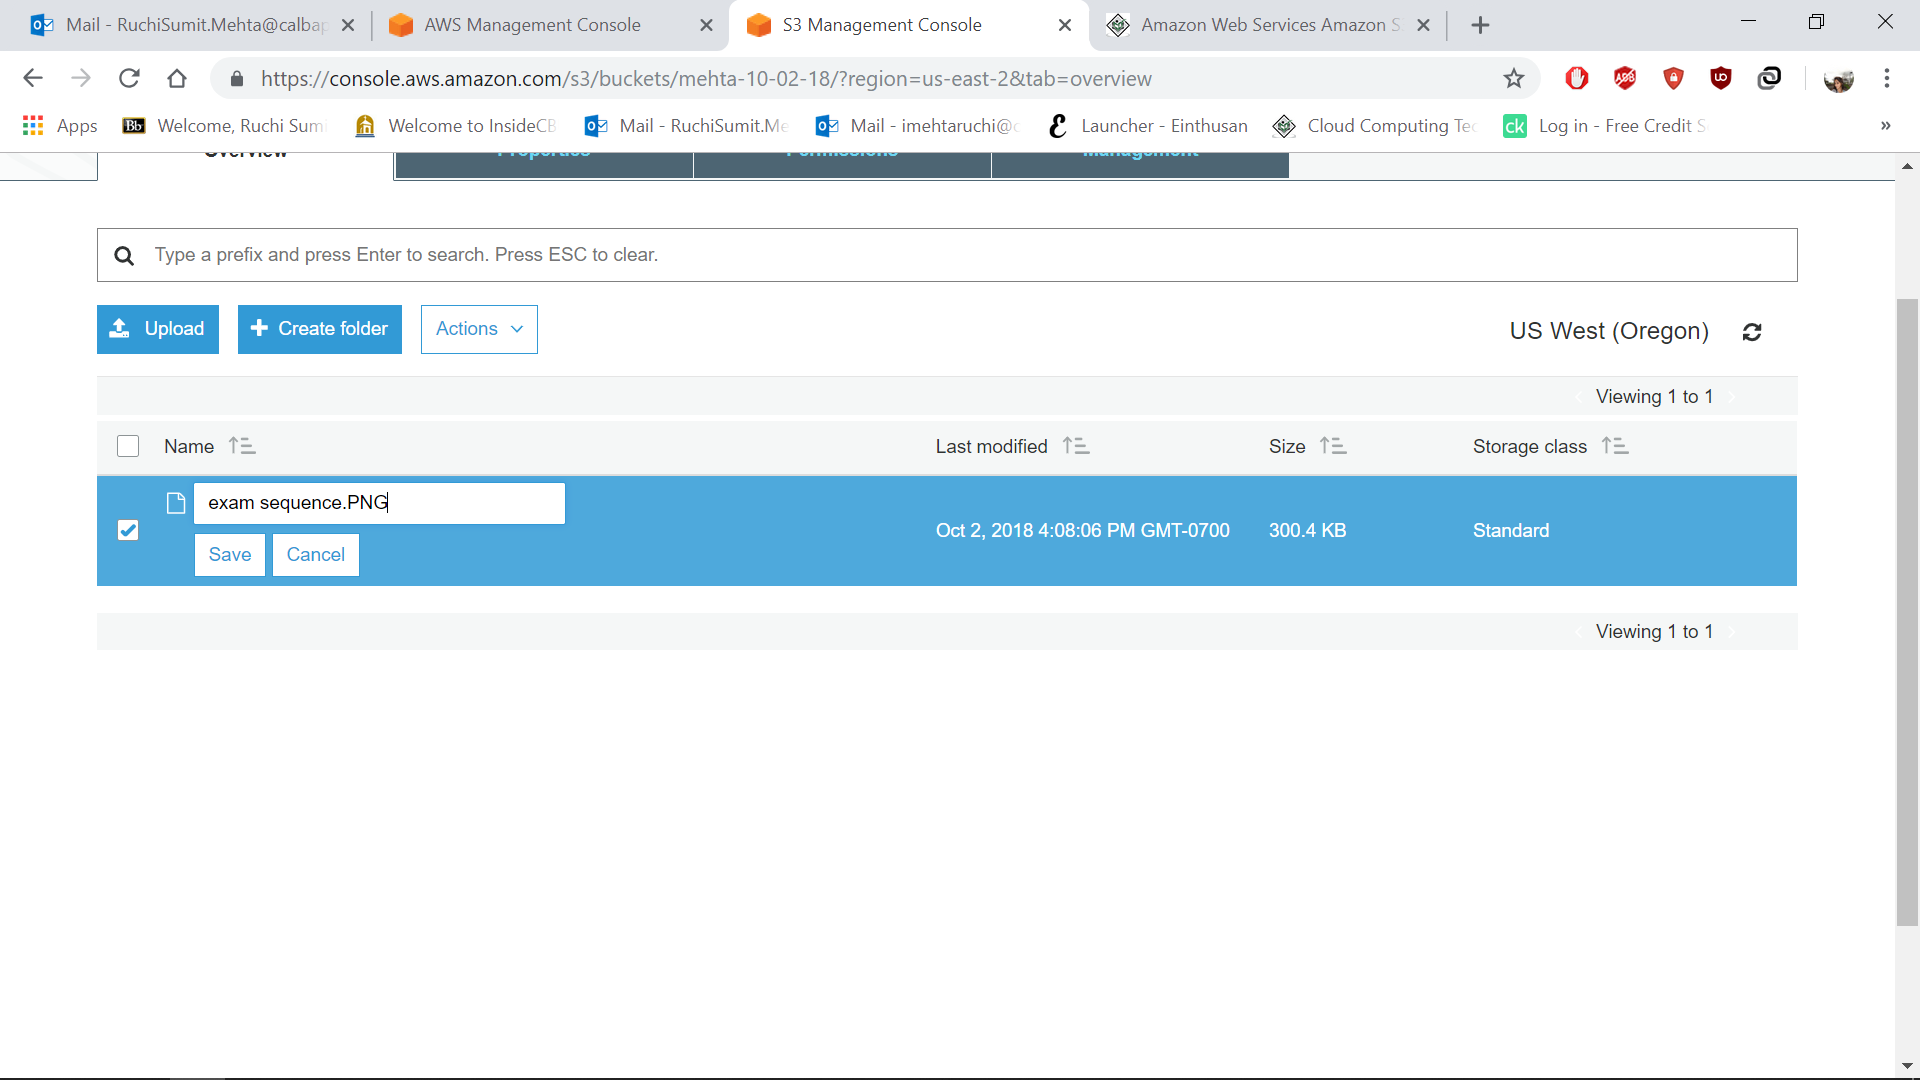 Mail - RuchiSumit.Mehta@calbap
AWS Management Console
S3 Management Console
Amazon Web Services Amazon S
https://console.aws.amazon.com/s3/buckets/mehta-10-02-18/?region=us-east-2&tab=overview
Apps
Bb Welcome, Ruchi Sumi
Welcome to InsideCB
Mail - RuchiSumit.Me
Mail - imehtaruchi@
Launcher - Einthusan
Cloud Computing Tec
ck Log in - Free Credit S
Overview
Properties
Permissions
Management
Type a prefix and press Enter to search. Press ESC to clear.
Upload
Create folder
Actions
US West (Oregon)
Viewing 1 to 1
Name
Last modified
Size
Storage class
exam sequence.PNG
Save
Cancel
Oct 2, 2018 4:08:06 PM GMT-0700
300.4 KB
Standard
Viewing 1 to 1